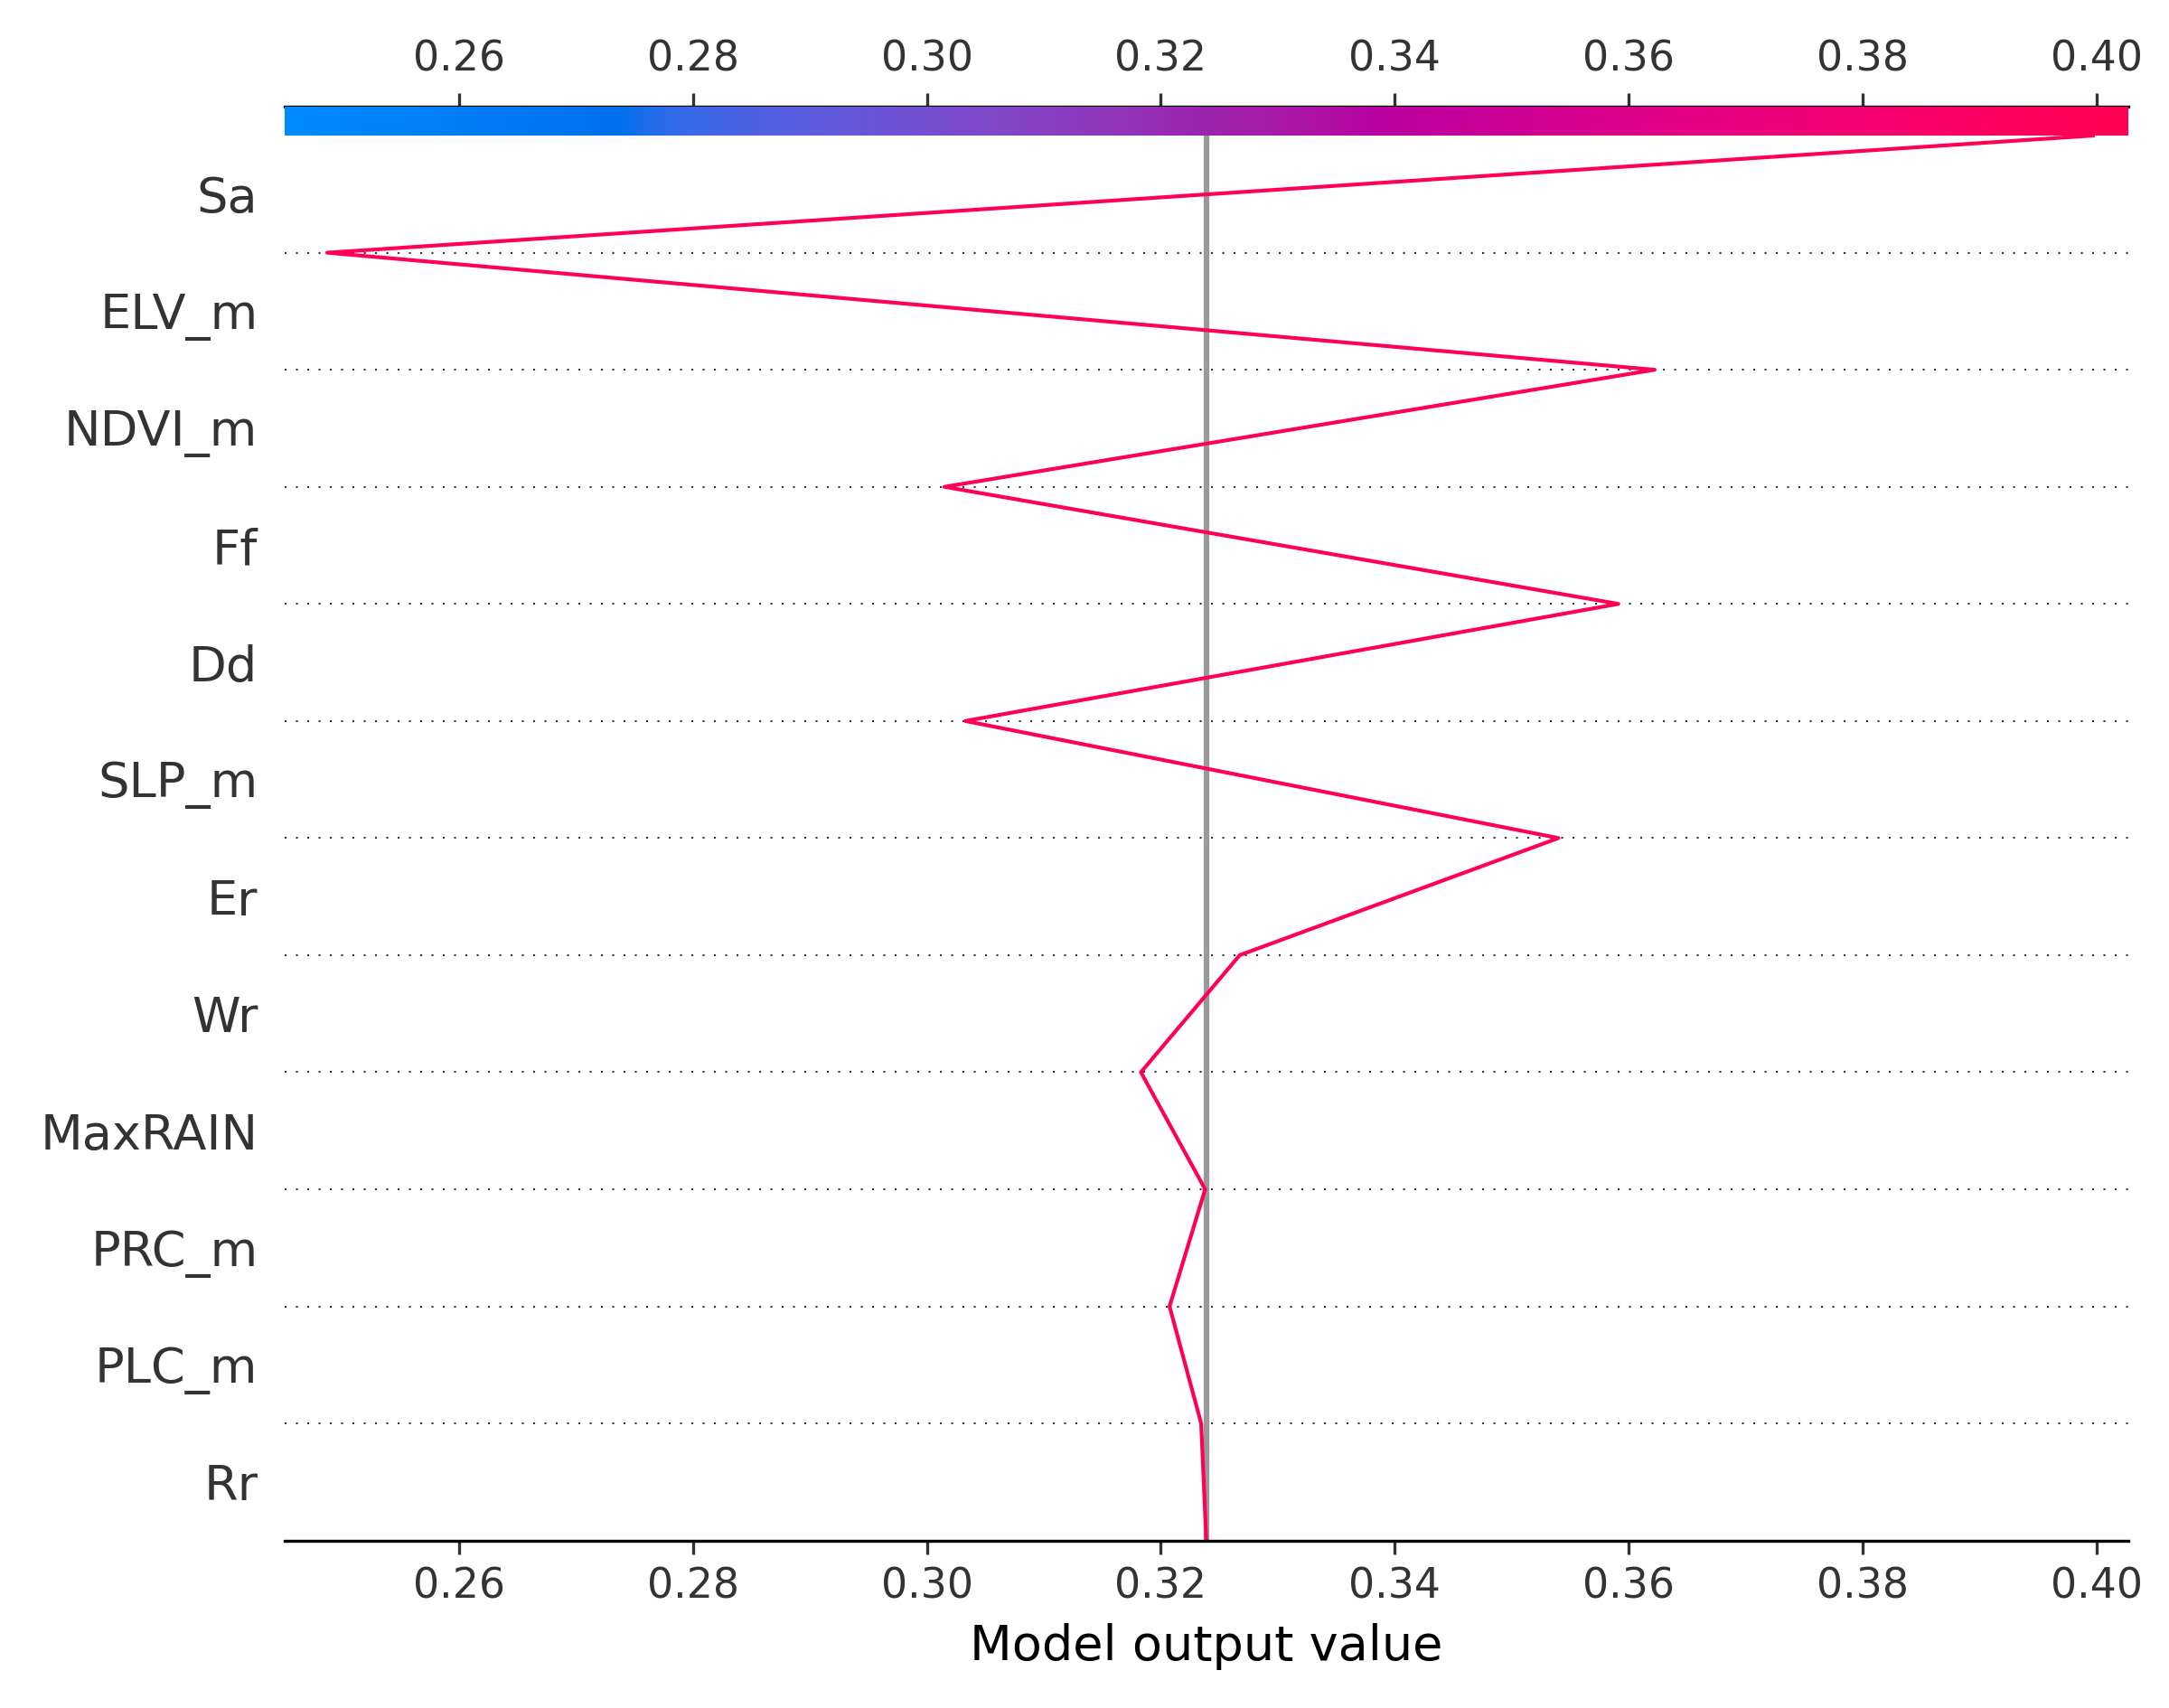 0.26 0.28 0.30 0.32 0.34 0.36 0.38 0.40
Sa
ELV_m
NDVI_m
Ff
Dd
SLP_m
Er
Wr
MaxRAIN
PRC_m
PLC_m
Rr
0.26 0.28 0.30 0.32 0.34 0.36 0.38 0.40
Model output value